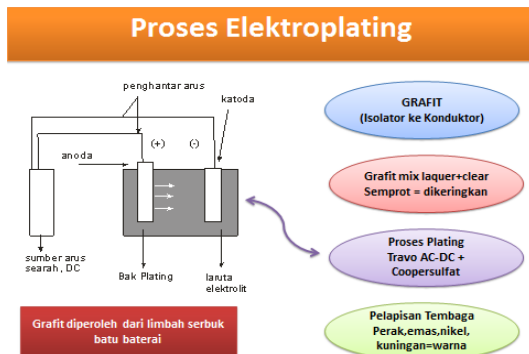 Proses Elektroplating
penghantar arus
katoda
(+)
(-)
anoda
sumber arus
searah, DC
Bak Plating
laruta
elektrolit
Grafit diperoleh dari limbah serbuk
batu baterai
GRAFIT
(Isolator ke Konduktor)
Grafit mix laquer+clear
Semprot = dikeringkan
Proses Plating
Travo AC-DC +
Coopersulfat
Pelapisan Tembaga
Perak,emas,nikel,
kuningan=warna